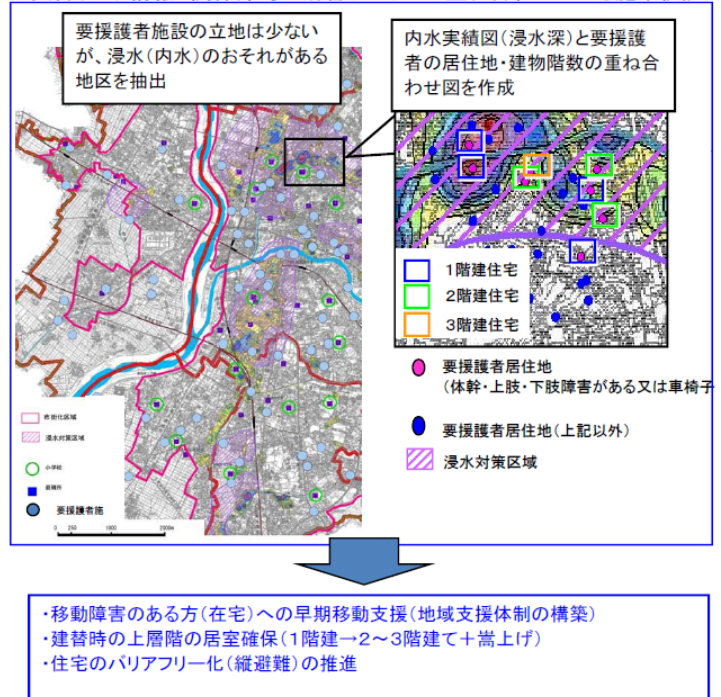 要援護者施設の立地は少ない
が、浸水(内水)のおそれがある
地区を抽出
内水実績図(浸水深)と要援護
者の居住地・建物階数の重ね合
わせ図を作成
1階建住宅
2階建住宅
3階建住宅
要援護者居住地
(体幹・上肢・下肢障害がある又は車椅子
要援護者居住地(上記以外)
浸水対策区域
市街化区域
浸水対策区域
小学校
避難所
要援護者施
0 250 1000 2000m
・移動障害のある方(在宅)への早期移動支援(地域支援体制の構築)
・建替時の上層階の居室確保(1階建→2~3階建て+嵩上げ)
・住宅のバリアフリー化(縦避難)の推進